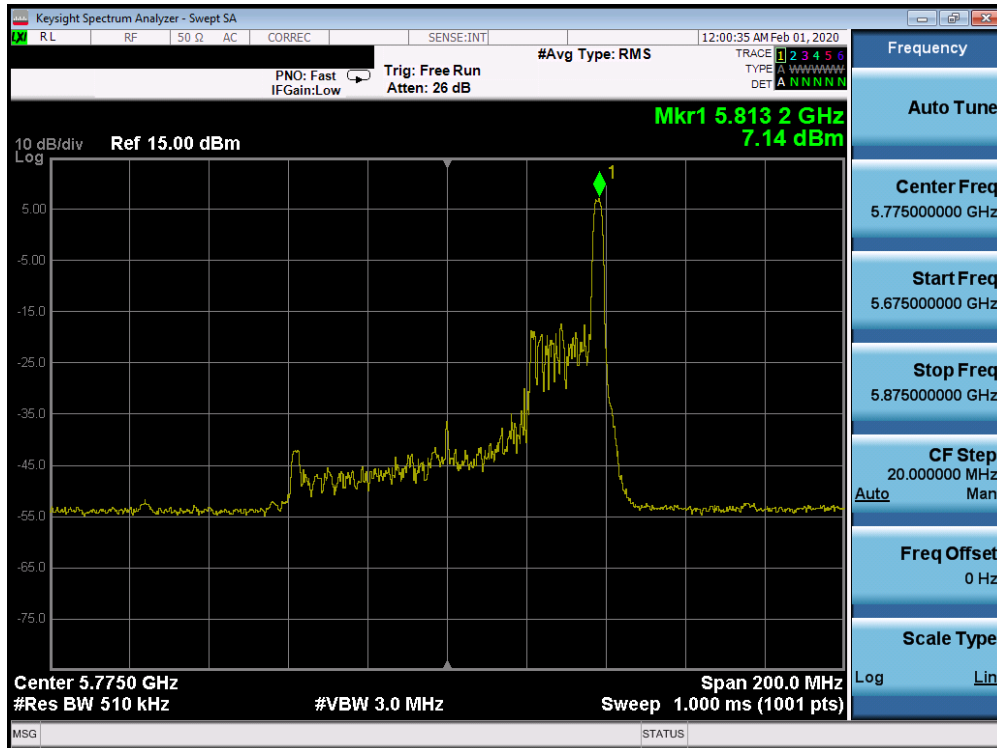 Keysight Spectrum Analyzer - Swept SA
LXI RL RF 50 Ω AC CORREC SENSE:INT 12:00:35 AM Feb 01, 2020
#Avg Type: RMS
TRACE 1 2 3 4 5 6
TYPE A WWWWW
DET A N N N N N
PNO: Fast
IFGain:Low
Trig: Free Run
Atten: 26 dB
Mkr1 5.813 2 GHz
7.14 dBm
10 dB/div Ref 15.00 dBm
Log
1
5.00
-5.00
-15.0
-25.0
-35.0
-45.0
-55.0
-65.0
-75.0
Center 5.7750 GHz Span 200.0 MHz
#Res BW 510 kHz #VBW 3.0 MHz Sweep 1.000 ms (1001 pts)
MSG STATUS
Frequency
Auto Tune
Center Freq
5.775000000 GHz
Start Freq
5.675000000 GHz
Stop Freq
5.875000000 GHz
CF Step
20.000000 MHz
Auto Man
Freq Offset
0 Hz
Scale Type
Log Lin